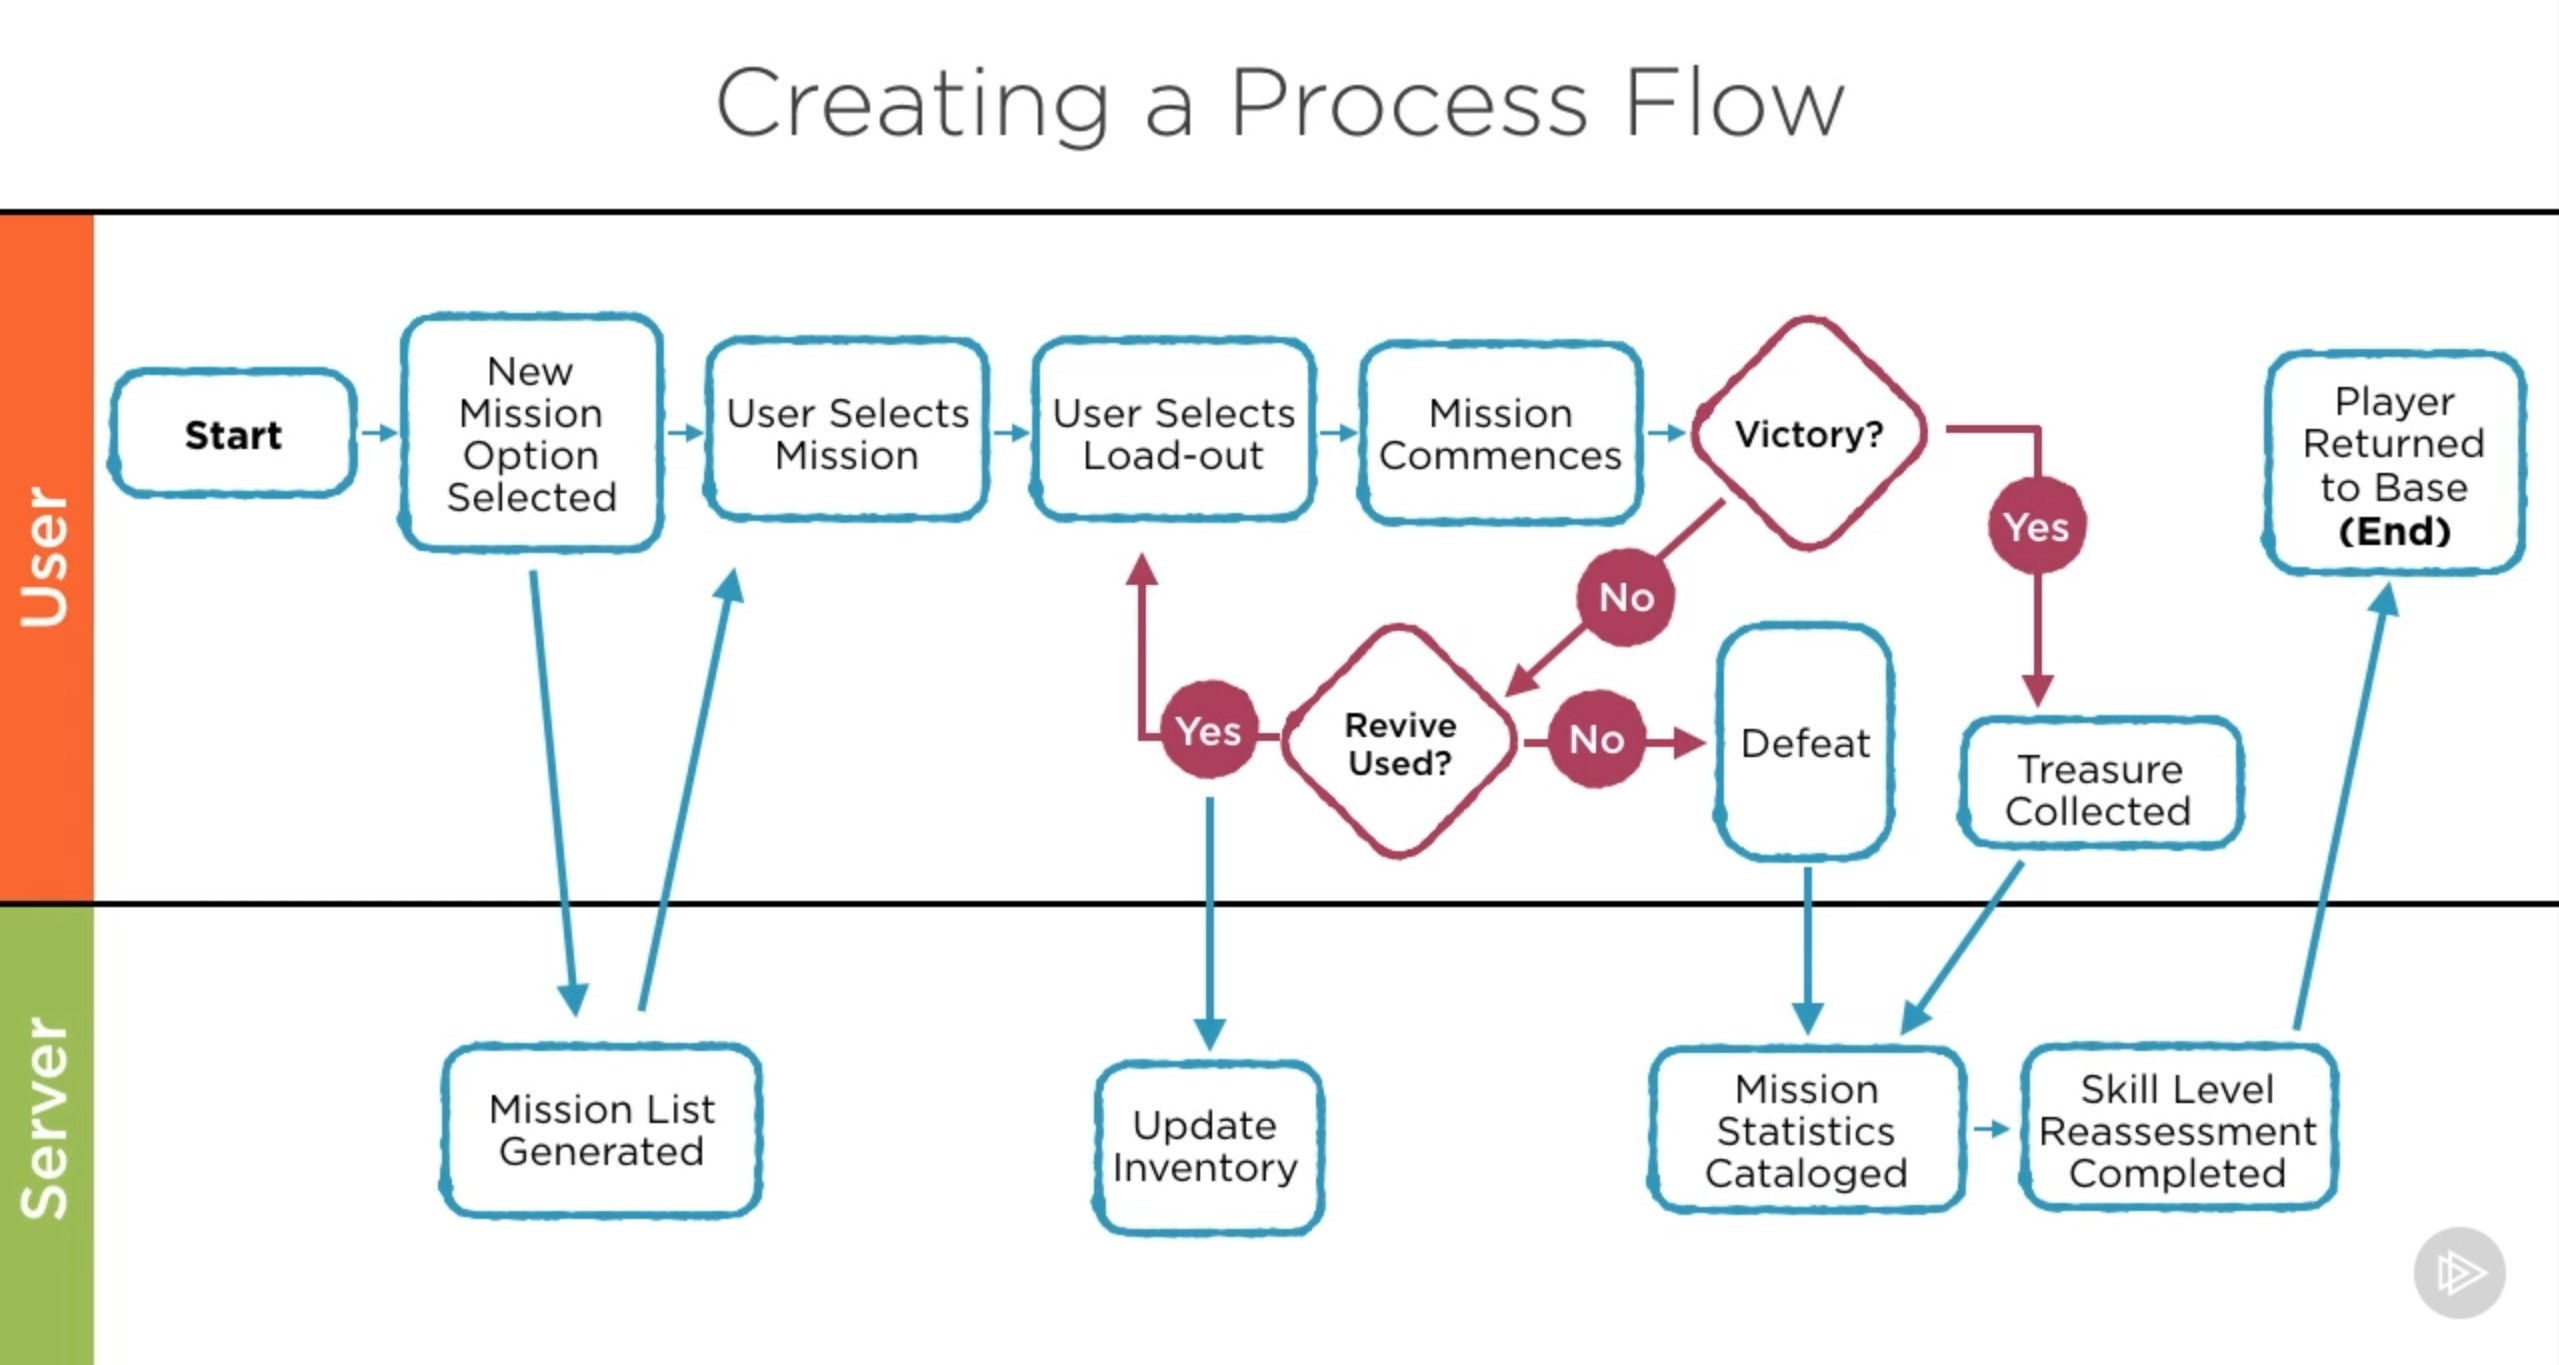 Creating a Process Flow
User
Start
New
Mission
Option
Selected
User Selects
Mission
User Selects
Load-out
Mission
Commences
Victory?
Yes
No
Player
Returned
to Base
(End)
Yes
Revive
Used?
No
Defeat
Treasure
Collected
Server
Mission List
Generated
Update
Inventory
Mission
Statistics
Cataloged
Skill Level
Reassessment
Completed